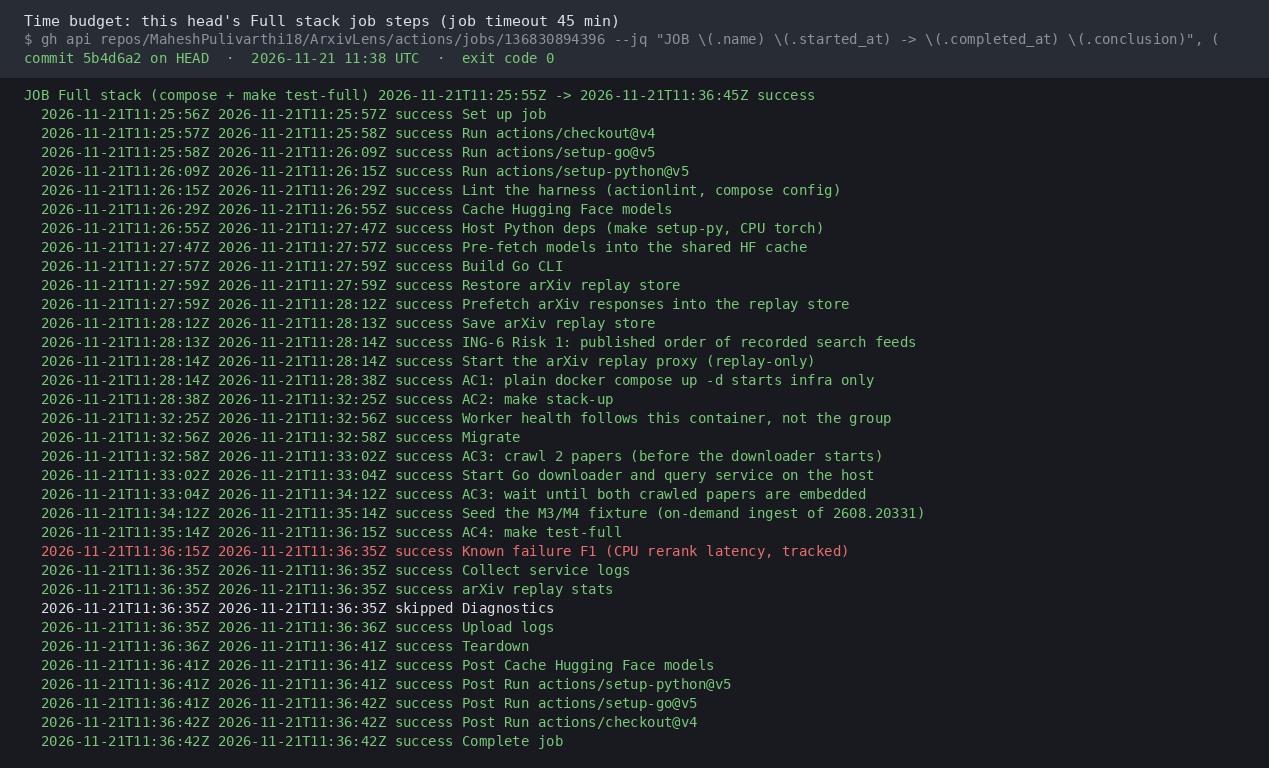 Time budget: this head's Full stack job steps (job timeout 45 min)
$ gh api repos/MaheshPulivarthi18/ArxivLens/actions/jobs/136830894396 --jq "JOB \(.name) \(.started_at) -> \(.completed_at) \(.conclusion)", (
commit 5b4d6a2 on HEAD · 2026-11-21 11:38 UTC · exit code 0
JOB Full stack (compose + make test-full) 2026-11-21T11:25:55Z -> 2026-11-21T11:36:45Z success
2026-11-21T11:25:56Z 2026-11-21T11:25:57Z success Set up job
2026-11-21T11:25:57Z 2026-11-21T11:25:58Z success Run actions/checkout@v4
2026-11-21T11:25:58Z 2026-11-21T11:26:09Z success Run actions/setup-go@v5
2026-11-21T11:26:09Z 2026-11-21T11:26:15Z success Run actions/setup-python@v5
2026-11-21T11:26:15Z 2026-11-21T11:26:29Z success Lint the harness (actionlint, compose config)
2026-11-21T11:26:29Z 2026-11-21T11:26:55Z success Cache Hugging Face models
2026-11-21T11:26:55Z 2026-11-21T11:27:47Z success Host Python deps (make setup-py, CPU torch)
2026-11-21T11:27:47Z 2026-11-21T11:27:57Z success Pre-fetch models into the shared HF cache
2026-11-21T11:27:57Z 2026-11-21T11:27:59Z success Build Go CLI
2026-11-21T11:27:59Z 2026-11-21T11:27:59Z success Restore arXiv replay store
2026-11-21T11:27:59Z 2026-11-21T11:28:12Z success Prefetch arXiv responses into the replay store
2026-11-21T11:28:12Z 2026-11-21T11:28:13Z success Save arXiv replay store
2026-11-21T11:28:13Z 2026-11-21T11:28:14Z success ING-6 Risk 1: published order of recorded search feeds
2026-11-21T11:28:14Z 2026-11-21T11:28:14Z success Start the arXiv replay proxy (replay-only)
2026-11-21T11:28:14Z 2026-11-21T11:28:38Z success AC1: plain docker compose up -d starts infra only
2026-11-21T11:28:38Z 2026-11-21T11:32:25Z success AC2: make stack-up
2026-11-21T11:32:25Z 2026-11-21T11:32:56Z success Worker health follows this container, not the group
2026-11-21T11:32:56Z 2026-11-21T11:32:58Z success Migrate
2026-11-21T11:32:58Z 2026-11-21T11:33:02Z success AC3: crawl 2 papers (before the downloader starts)
2026-11-21T11:33:02Z 2026-11-21T11:33:04Z success Start Go downloader and query service on the host
2026-11-21T11:33:04Z 2026-11-21T11:34:12Z success AC3: wait until both crawled papers are embedded
2026-11-21T11:34:12Z 2026-11-21T11:35:14Z success Seed the M3/M4 fixture (on-demand ingest of 2608.20331)
2026-11-21T11:35:14Z 2026-11-21T11:36:15Z success AC4: make test-full
2026-11-21T11:36:15Z 2026-11-21T11:36:35Z success Known failure F1 (CPU rerank latency, tracked)
2026-11-21T11:36:35Z 2026-11-21T11:36:35Z success Collect service logs
2026-11-21T11:36:35Z 2026-11-21T11:36:35Z success arXiv replay stats
2026-11-21T11:36:35Z 2026-11-21T11:36:35Z skipped Diagnostics
2026-11-21T11:36:35Z 2026-11-21T11:36:36Z success Upload logs
2026-11-21T11:36:36Z 2026-11-21T11:36:41Z success Teardown
2026-11-21T11:36:41Z 2026-11-21T11:36:41Z success Post Cache Hugging Face models
2026-11-21T11:36:41Z 2026-11-21T11:36:41Z success Post Run actions/setup-python@v5
2026-11-21T11:36:41Z 2026-11-21T11:36:42Z success Post Run actions/setup-go@v5
2026-11-21T11:36:42Z 2026-11-21T11:36:42Z success Post Run actions/checkout@v4
2026-11-21T11:36:42Z 2026-11-21T11:36:42Z success Complete job